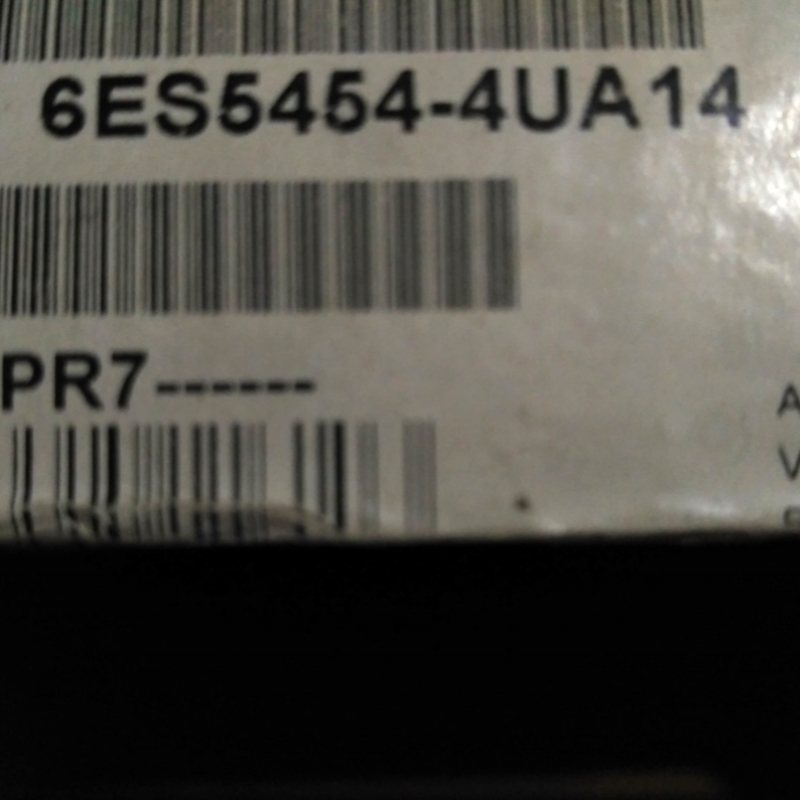 6ES5454-4UA14
PR7------
A
V